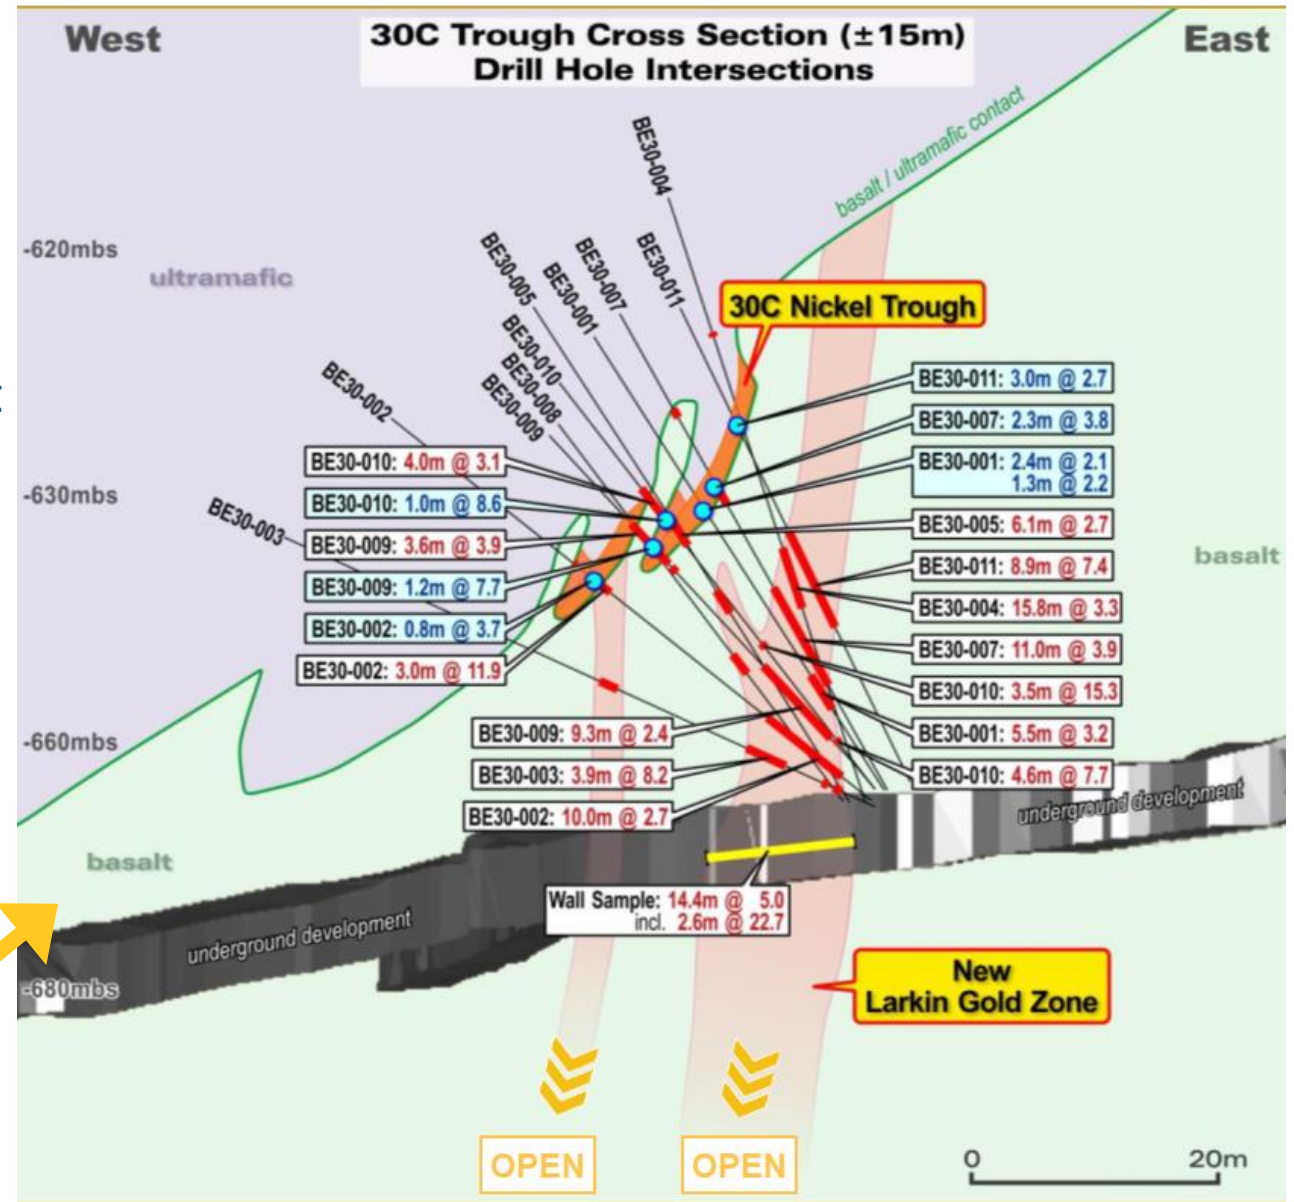 West
30C Trough Cross Section (±15m)
Drill Hole Intersections
East
basalt / ultramafic contact
BE30-004
BE30-011
BE30-007
BE30-001
BE30-005
BE30-010
BE30-008
BE30-009
BE30-002
BE30-003
-620mbs
ultramafic
30C Nickel Trough
BE30-011: 3.0m @ 2.7
BE30-007: 2.3m @ 3.8
BE30-001: 2.4m @ 2.1
1.3m @ 2.2
BE30-005: 6.1m @ 2.7
BE30-011: 8.9m @ 7.4
BE30-004: 15.8m @ 3.3
BE30-007: 11.0m @ 3.9
BE30-010: 3.5m @ 15.3
BE30-001: 5.5m @ 3.2
BE30-010: 4.6m @ 7.7
-630mbs
BE30-010: 4.0m @ 3.1
BE30-010: 1.0m @ 8.6
BE30-009: 3.6m @ 3.9
BE30-009: 1.2m @ 7.7
BE30-002: 0.8m @ 3.7
BE30-002: 3.0m @ 11.9
basalt
-660mbs
BE30-009: 9.3m @ 2.4
BE30-003: 3.9m @ 8.2
BE30-002: 10.0m @ 2.7
underground development
basalt
Wall Sample: 14.4m @ 5.0
incl. 2.6m @ 22.7
underground development
-680mbs
New
Larkin Gold Zone
OPEN
OPEN
0 20m